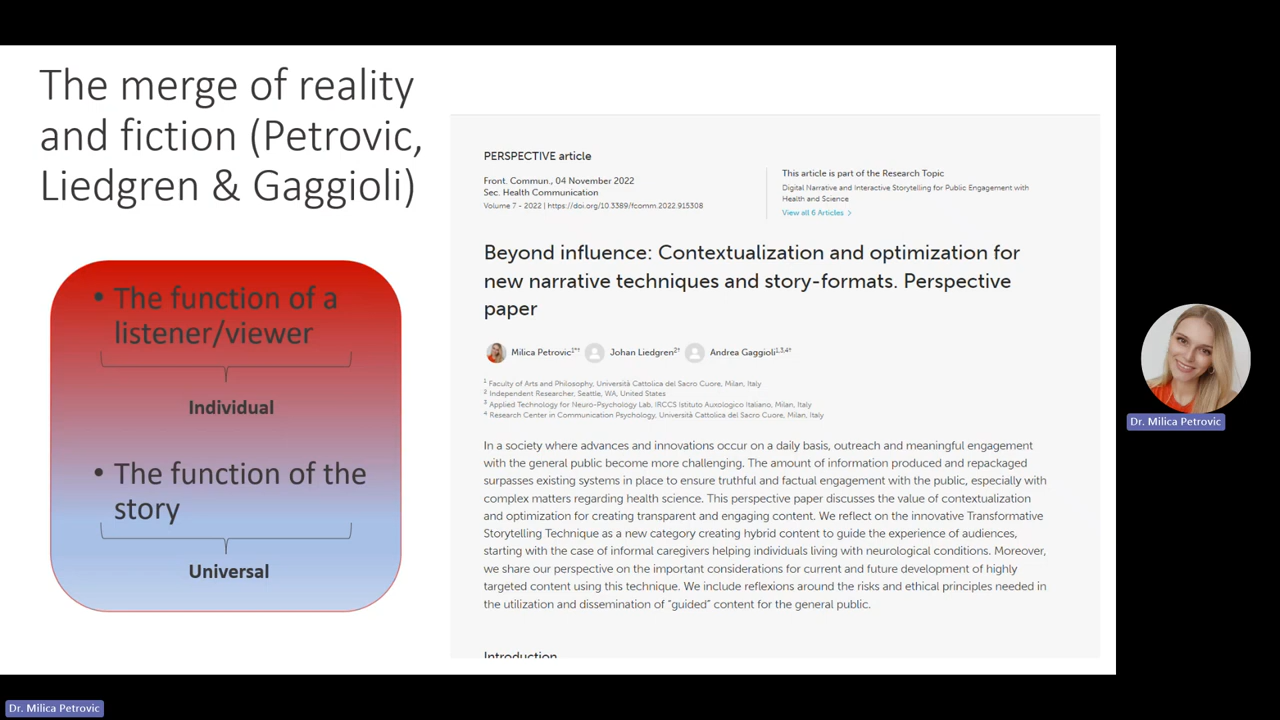 The merge of reality
and fiction (Petrovic,
Liedgren & Gaggioli)
• The function of a
listener/viewer
Individual
• The function of the
story
Universal
PERSPECTIVE article
Front. Commun., 04 November 2022
Sec. Health Communication
Volume 7 - 2022 | https://doi.org/10.3389/fcomm.2022.915308
This article is part of the Research Topic
Digital Narrative and Interactive Storytelling for Public Engagement with
Health and Science
View all 6 Articles >
Beyond influence: Contextualization and optimization for
new narrative techniques and story-formats. Perspective
paper
Milica Petrovic1*† Johan Liedgren2† Andrea Gaggioli1,3,4†
1 Faculty of Arts and Philosophy, Università Cattolica del Sacro Cuore, Milan, Italy
2 Independent Researcher, Seattle, WA, United States
3 Applied Technology for Neuro-Psychology Lab, IRCCS Istituto Auxologico Italiano, Milan, Italy
4 Research Center in Communication Psychology, Università Cattolica del Sacro Cuore, Milan, Italy
In a society where advances and innovations occur on a daily basis, outreach and meaningful engagement
with the general public become more challenging. The amount of information produced and repackaged
surpasses existing systems in place to ensure truthful and factual engagement with the public, especially with
complex matters regarding health science. This perspective paper discusses the value of contextualization
and optimization for creating transparent and engaging content. We reflect on the innovative Transformative
Storytelling Technique as a new category creating hybrid content to guide the experience of audiences,
starting with the case of informal caregivers helping individuals living with neurological conditions. Moreover,
we share our perspective on the important considerations for current and future development of highly
targeted content using this technique. We include reflexions around the risks and ethical principles needed in
the utilization and dissemination of "guided" content for the general public.
Introduction
Dr. Milica Petrovic
Dr. Milica Petrovic